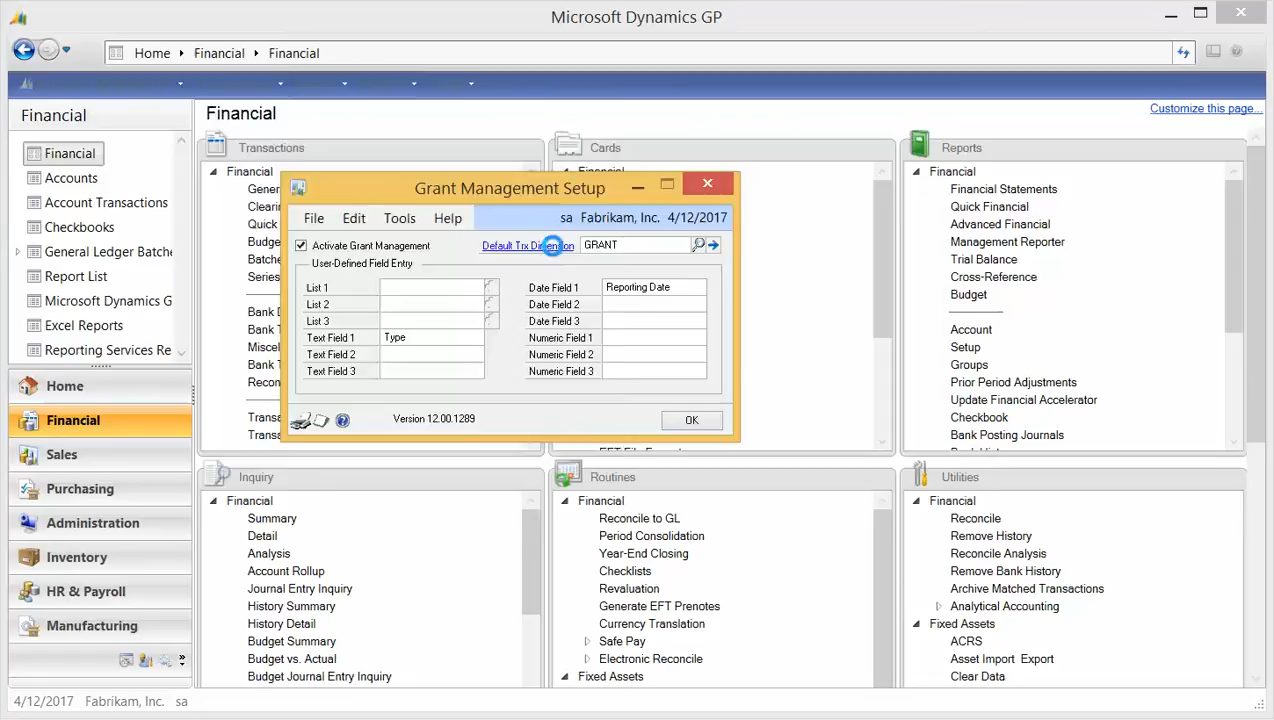 Microsoft Dynamics GP
Home Financial Financial
Financial
Financial
Accounts
Account Transactions
Checkbooks
General Ledger Batche
Report List
Microsoft Dynamics G
Excel Reports
Reporting Services Re
Home
Financial
Sales
Purchasing
Administration
Inventory
HR & Payroll
Manufacturing
Financial
Customize this page...
Transactions
Financial
Gener
Clearin
Quick
Budge
Batche
Series
Bank D
Bank T
Miscel
Bank T
Bank D
Recon
Transa
Transa
Cards
Financial
Reports
Financial
Financial Statements
Quick Financial
Advanced Financial
Management Reporter
Trial Balance
Cross-Reference
Budget
Account
Setup
Groups
Prior Period Adjustments
Update Financial Accelerator
Checkbook
Bank Posting Journals
Grant Management Setup
File Edit Tools Help
sa Fabrikam, Inc. 4/12/2017
Activate Grant Management
Default Trx Dimension GRANT
User-Defined Field Entry
List 1
List 2
List 3
Text Field 1 Type
Text Field 2
Text Field 3
Date Field 1 Reporting Date
Date Field 2
Date Field 3
Numeric Field 1
Numeric Field 2
Numeric Field 3
Version 12.00.1289
OK
Inquiry
Financial
Summary
Detail
Analysis
Account Rollup
Journal Entry Inquiry
History Summary
History Detail
Budget Summary
Budget vs. Actual
Budget Journal Entry Inquiry
Routines
Financial
Reconcile to GL
Period Consolidation
Year-End Closing
Checklists
Revaluation
Generate EFT Prenotes
Currency Translation
Safe Pay
Electronic Reconcile
Fixed Assets
Utilities
Financial
Reconcile
Remove History
Reconcile Analysis
Remove Bank History
Archive Matched Transactions
Analytical Accounting
Fixed Assets
ACRS
Asset Import Export
Clear Data
4/12/2017 Fabrikam, Inc. sa